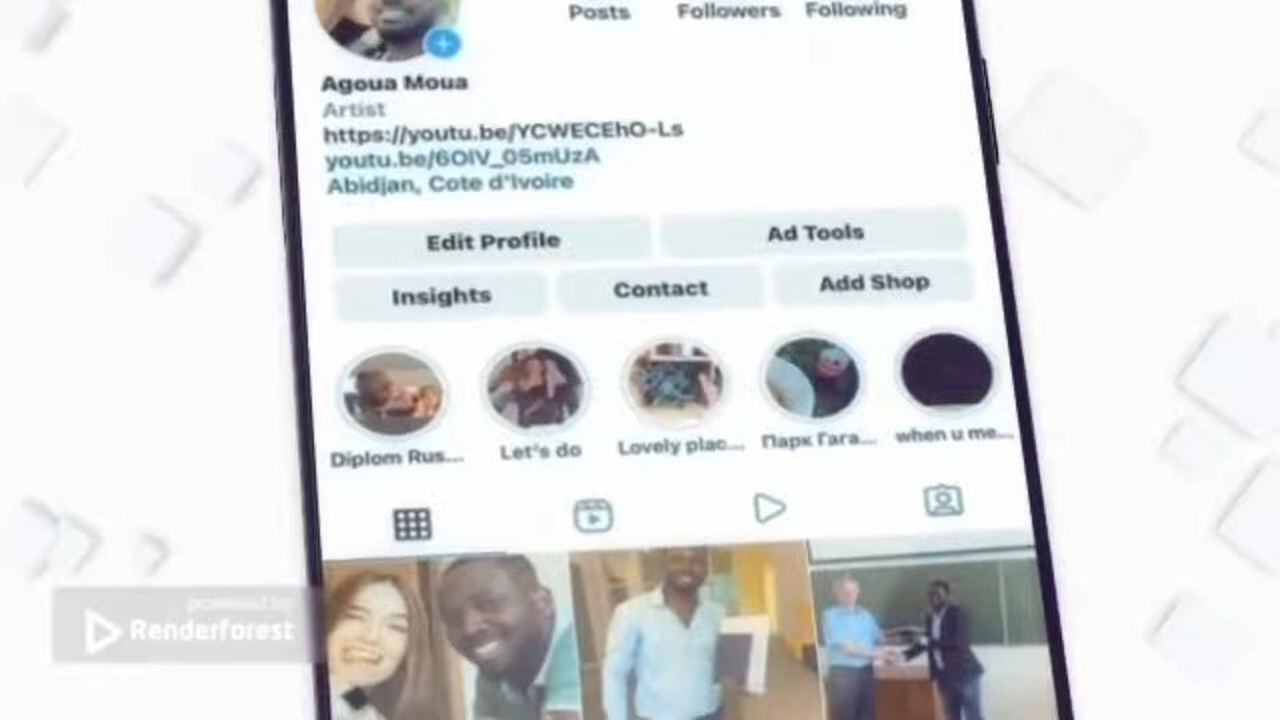 Posts Followers Following
Agoua Moua
Artist
https://youtu.be/YCWECEhO-Ls
youtu.be/6OIV_05mUzA
Abidjan, Cote d'Ivoire
Edit Profile Ad Tools
Insights Contact Add Shop
Diplom Rus... Let's do Lovely plac... Парк Гага... when u me...
powered by
Renderforest